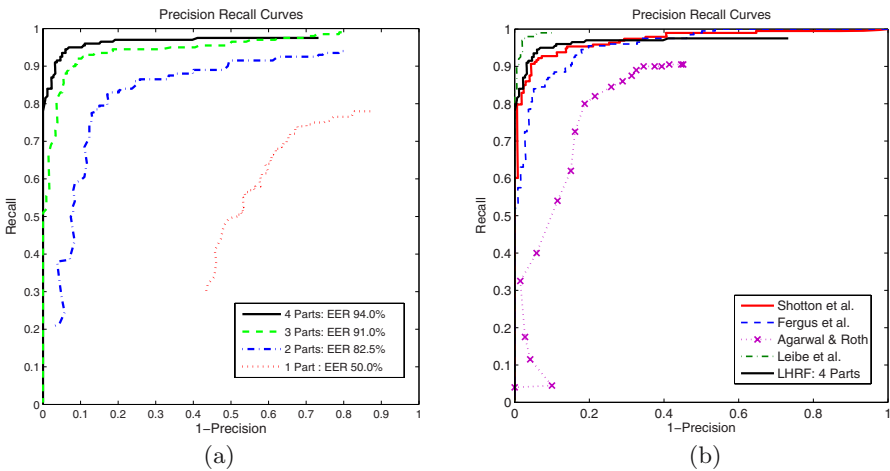 Precision Recall Curves
1
0.9
0.8
0.7
0.6
0.5
0.4
0.3
0.2
0.1
0
Recall
4 Parts: EER 94.0%
3 Parts: EER 91.0%
2 Parts: EER 82.5%
1 Part : EER 50.0%
0 0.1 0.2 0.3 0.4 0.5 0.6 0.7 0.8 0.9 1
1−Precision
(a)
Precision Recall Curves
1
0.9
0.8
0.7
0.6
0.5
0.4
0.3
0.2
0.1
0
Recall
Shotton et al.
Fergus et al.
Agarwal & Roth
Leibe et al.
LHRF: 4 Parts
0 0.2 0.4 0.6 0.8 1
1−Precision
(b)